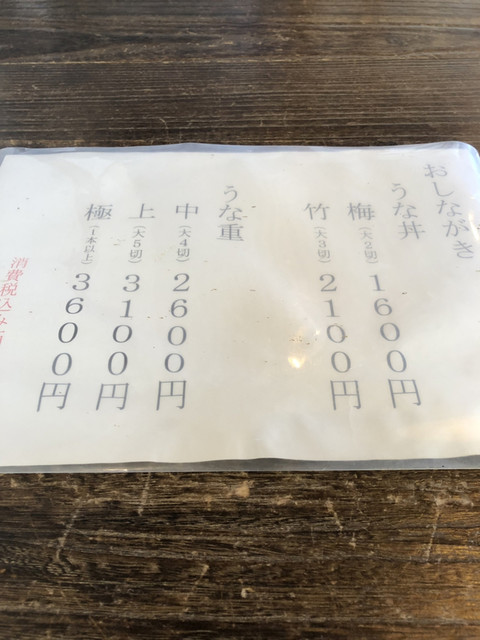 おしながき
うな丼
梅（大2切）1600円
竹（大3切）2100円
うな重
中（大4切）2600円
上（大5切）3100円
極（1本以上）3600円
消費税込み